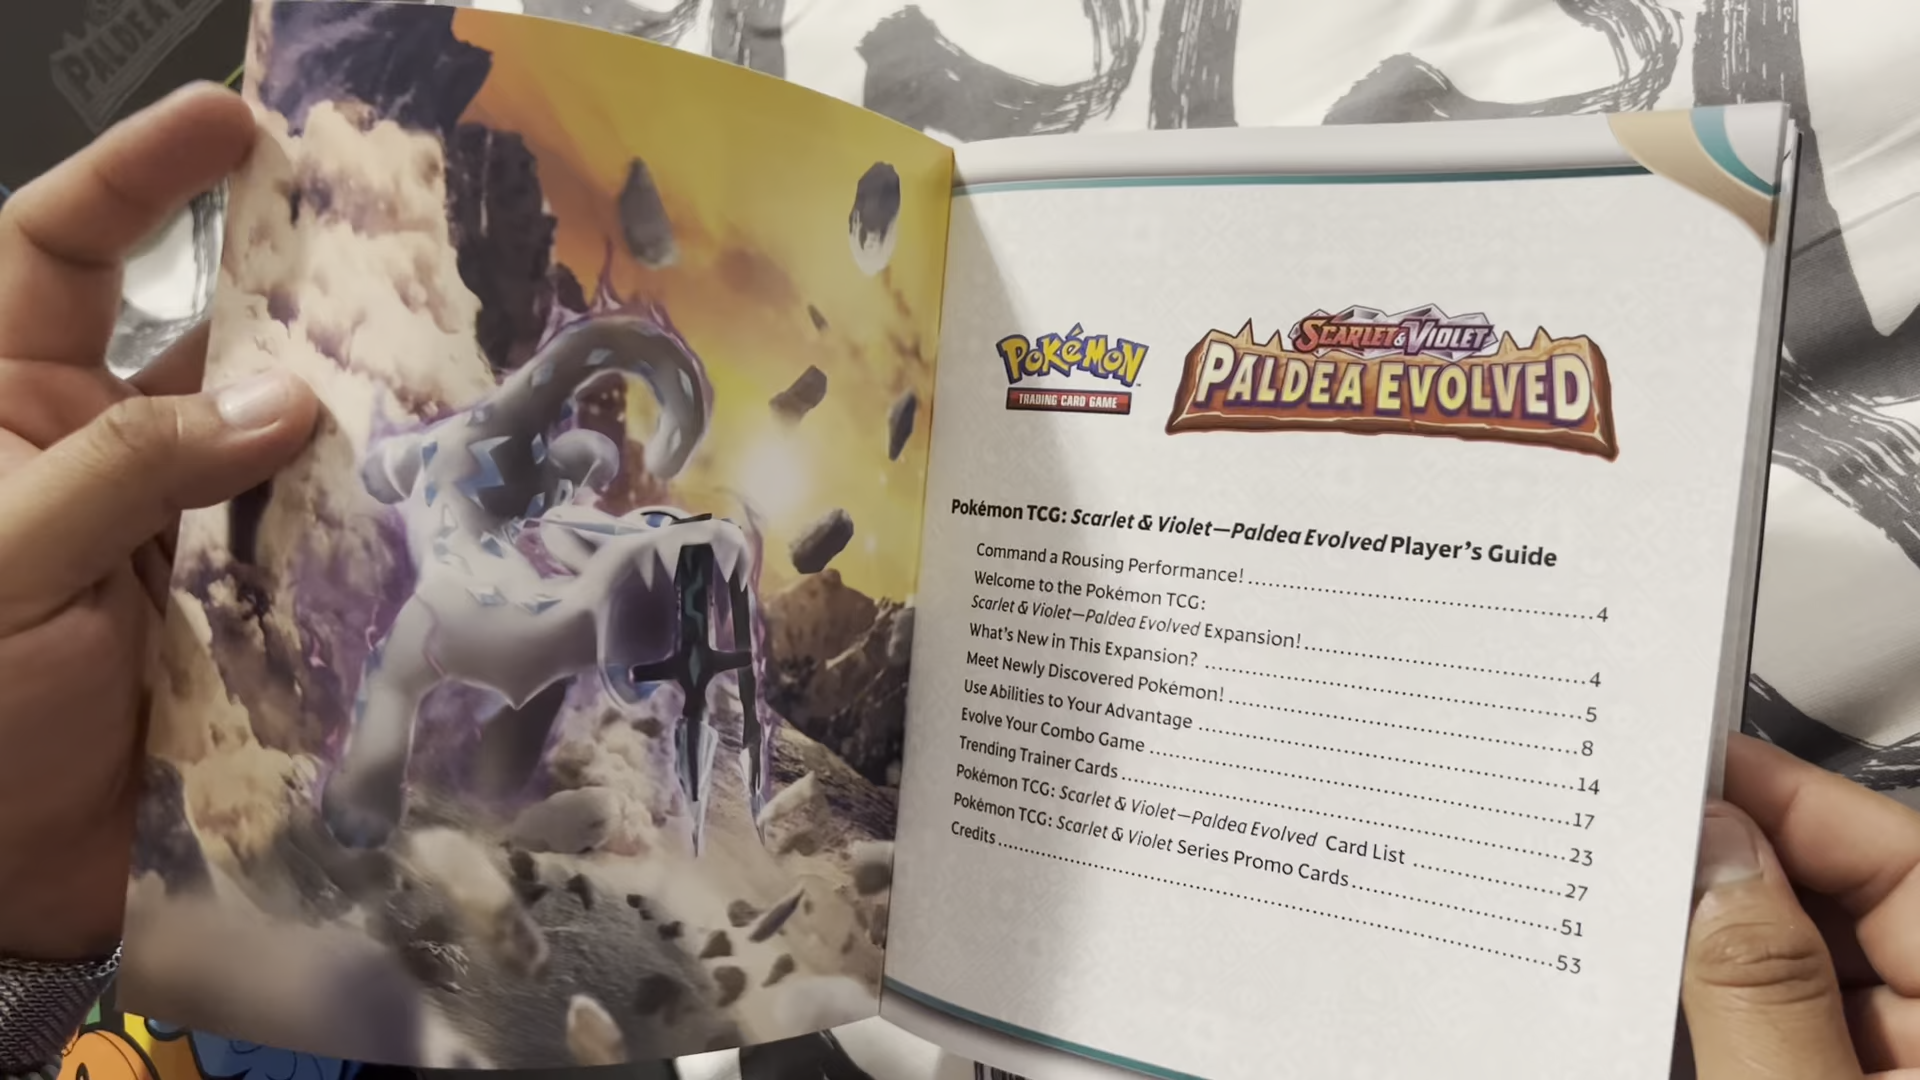 PALDEA
POKéMON
TRADING CARD GAME
SCARLET & VIOLET
PALDEA EVOLVED
Pokémon TCG: Scarlet & Violet—Paldea Evolved Player's Guide
Command a Rousing Performance! 4
Welcome to the Pokémon TCG:
Scarlet & Violet—Paldea Evolved Expansion! 4
What's New in This Expansion? 5
Meet Newly Discovered Pokémon! 8
Use Abilities to Your Advantage 14
Evolve Your Combo Game 17
Trending Trainer Cards 23
Pokémon TCG: Scarlet & Violet—Paldea Evolved Card List 27
Pokémon TCG: Scarlet & Violet Series Promo Cards 51
Credits 53